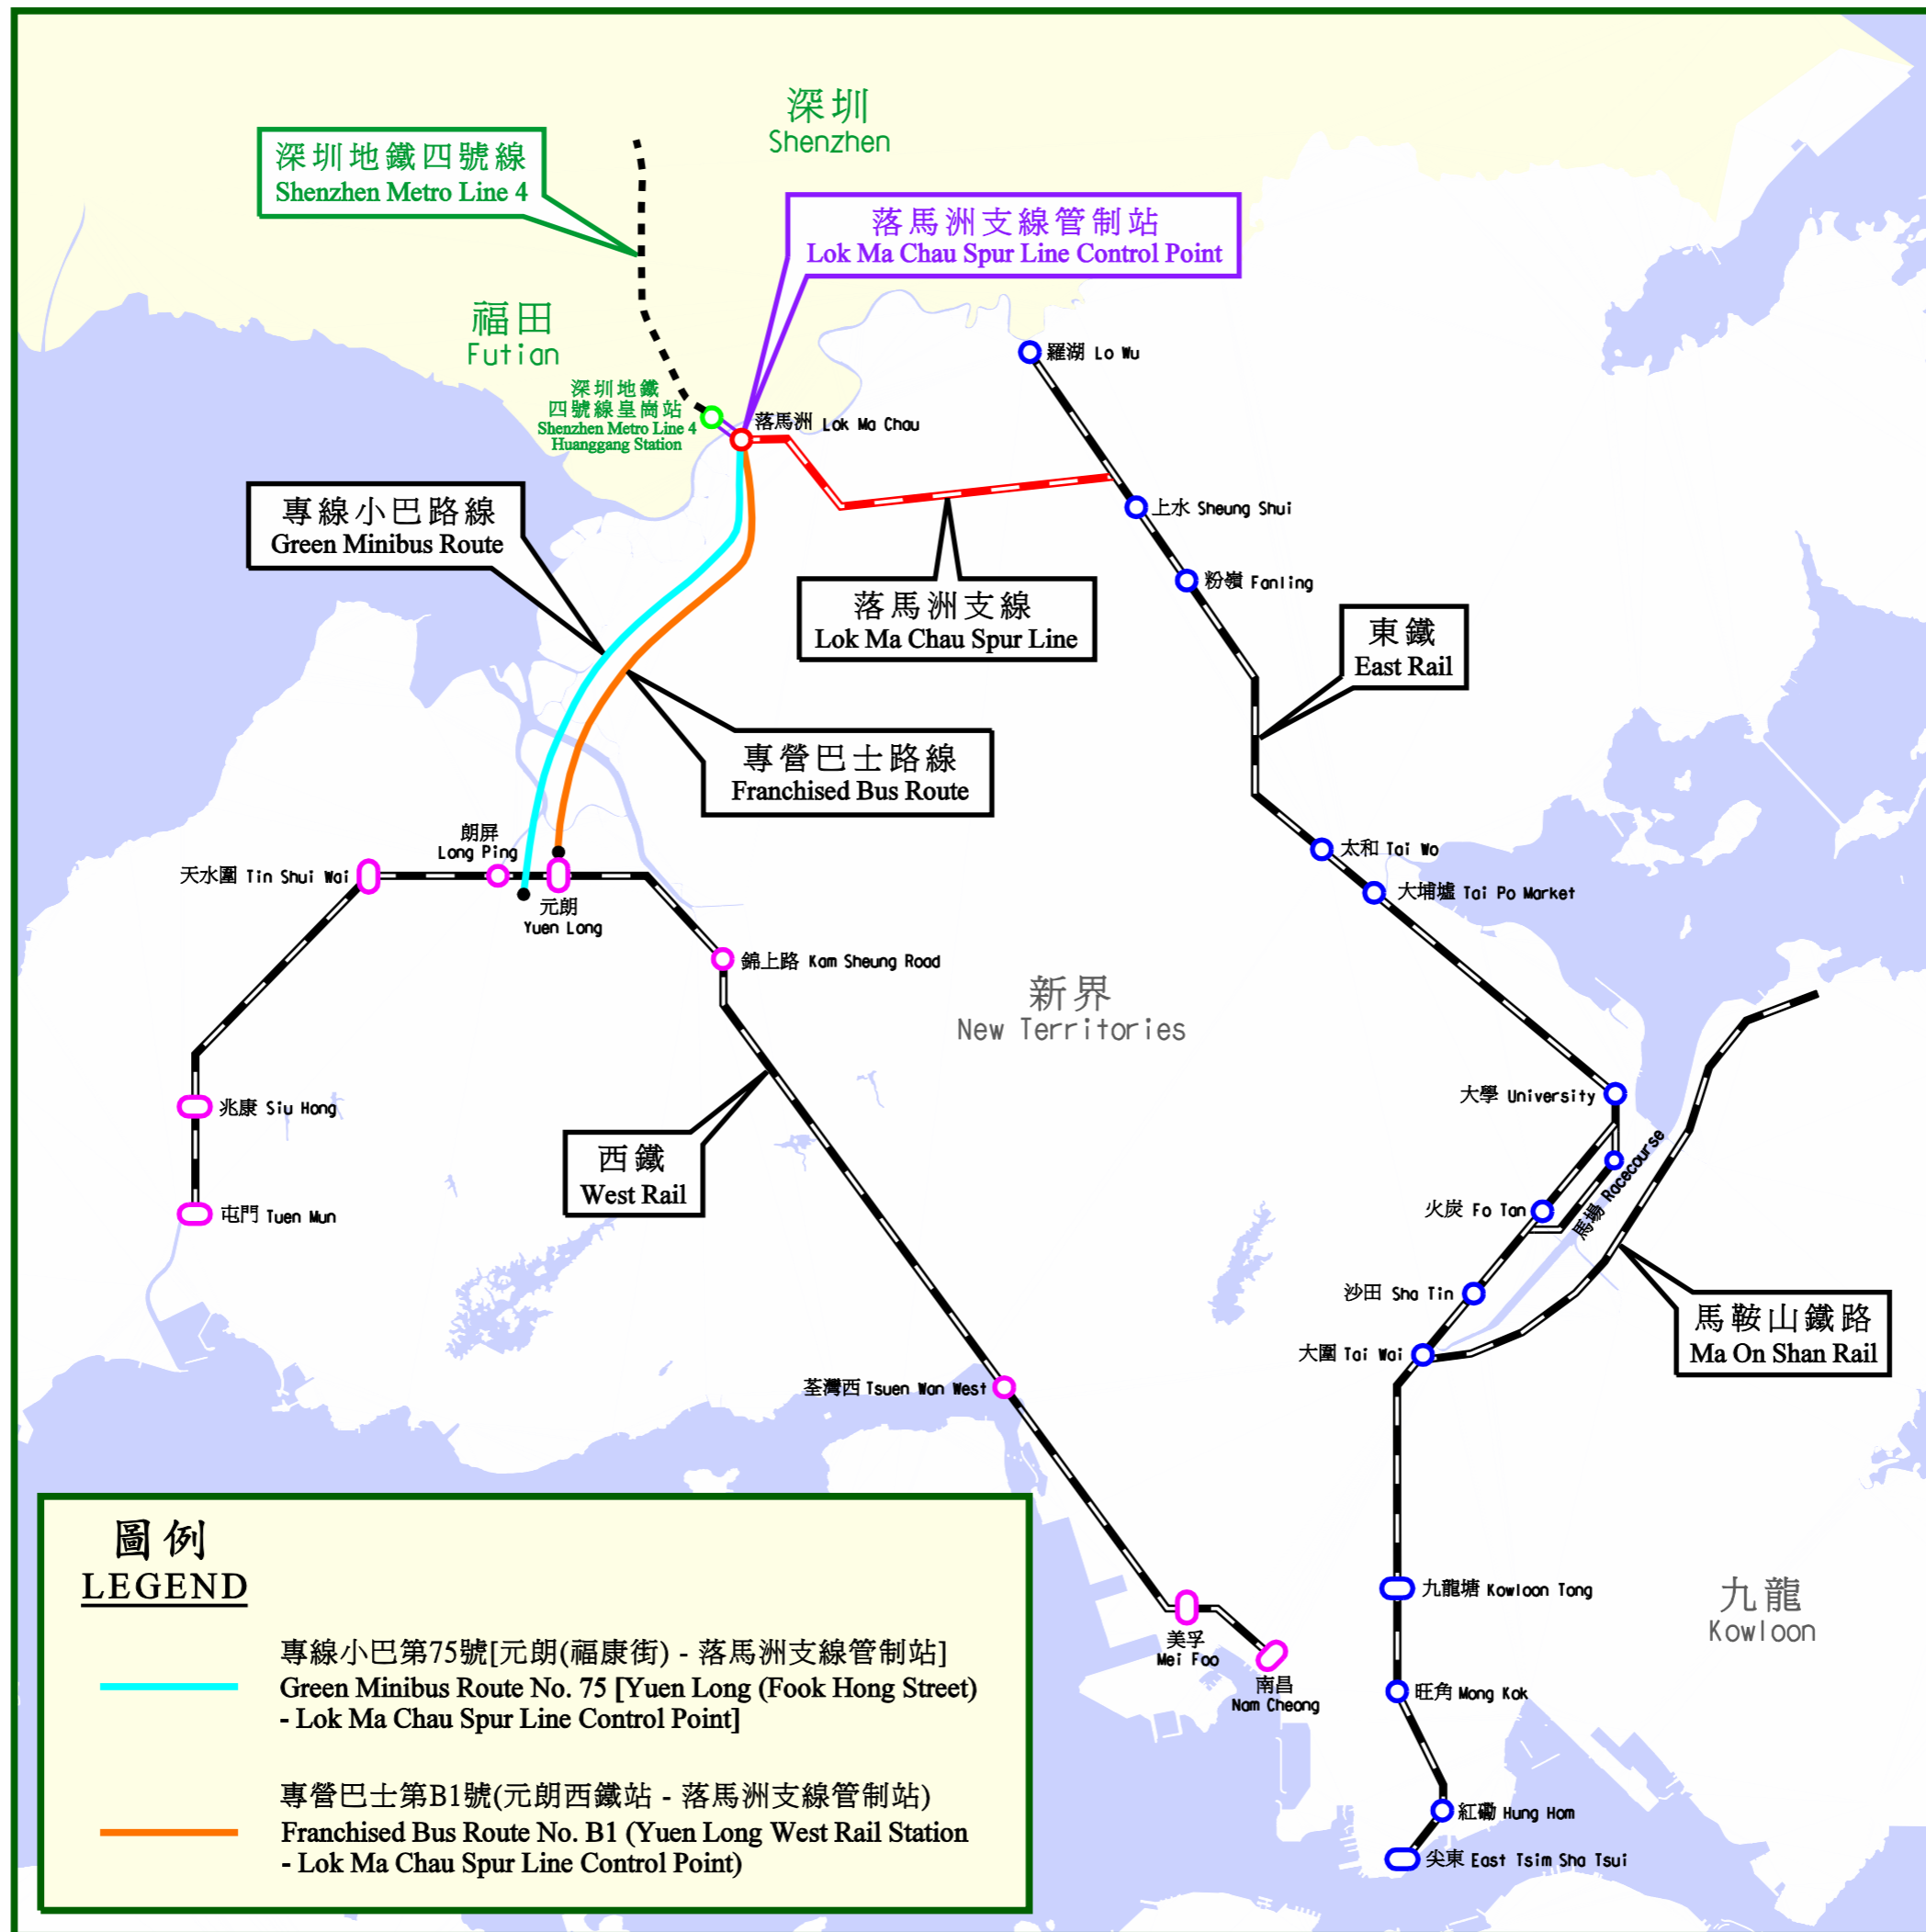 深圳
Shenzhen
深圳地鐵四號線
Shenzhen Metro Line 4
落馬洲支線管制站
Lok Ma Chau Spur Line Control Point
福田
Futian
羅湖 Lo Wu
深圳地鐵
四號線皇崗站
Shenzhen Metro Line 4
Huanggang Station
落馬洲 Lok Ma Chau
專線小巴路線
Green Minibus Route
上水 Sheung Shui
粉嶺 Fanling
落馬洲支線
Lok Ma Chau Spur Line
東鐵
East Rail
專營巴士路線
Franchised Bus Route
朗屏
Long Ping
天水圍 Tin Shui Wai
元朗
Yuen Long
太和 Tai Wo
大埔墟 Tai Po Market
錦上路 Kam Sheung Road
新界
New Territories
大學 University
兆康 Siu Hong
西鐵
West Rail
馬場 Racecourse
屯門 Tuen Mun
火炭 Fo Tan
沙田 Sha Tin
馬鞍山鐵路
Ma On Shan Rail
大圍 Tai Wai
荃灣西 Tsuen Wan West
九龍塘 Kowloon Tong
九龍
Kowloon
美孚
Mei Foo
南昌
Nam Cheong
旺角 Mong Kok
紅磡 Hung Hom
尖東 East Tsim Sha Tsui
圖例
LEGEND
專線小巴第75號[元朗(福康街) - 落馬洲支線管制站]
Green Minibus Route No. 75 [Yuen Long (Fook Hong Street)
- Lok Ma Chau Spur Line Control Point]
專營巴士第B1號(元朗西鐵站 - 落馬洲支線管制站)
Franchised Bus Route No. B1 (Yuen Long West Rail Station
- Lok Ma Chau Spur Line Control Point)